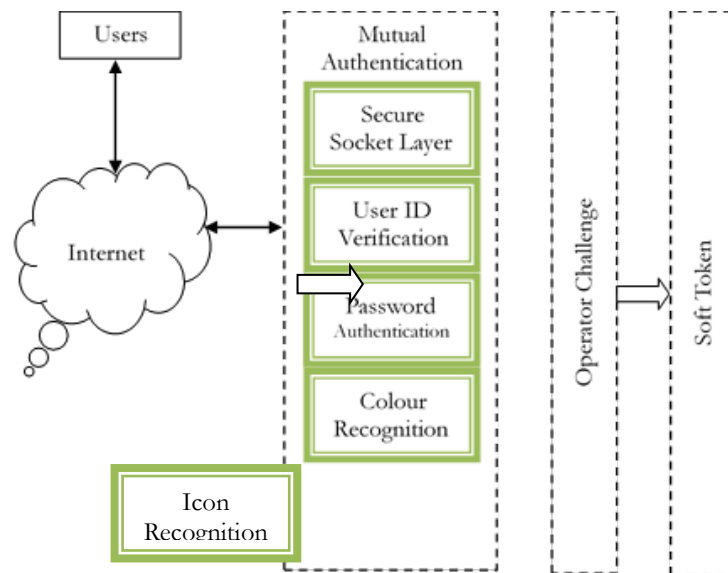 Users
Internet
Mutual
Authentication
Secure
Socket Layer
User ID
Verification
Password
Authentication
Colour
Recognition
Icon
Recognition
Operator Challenge
Soft Token